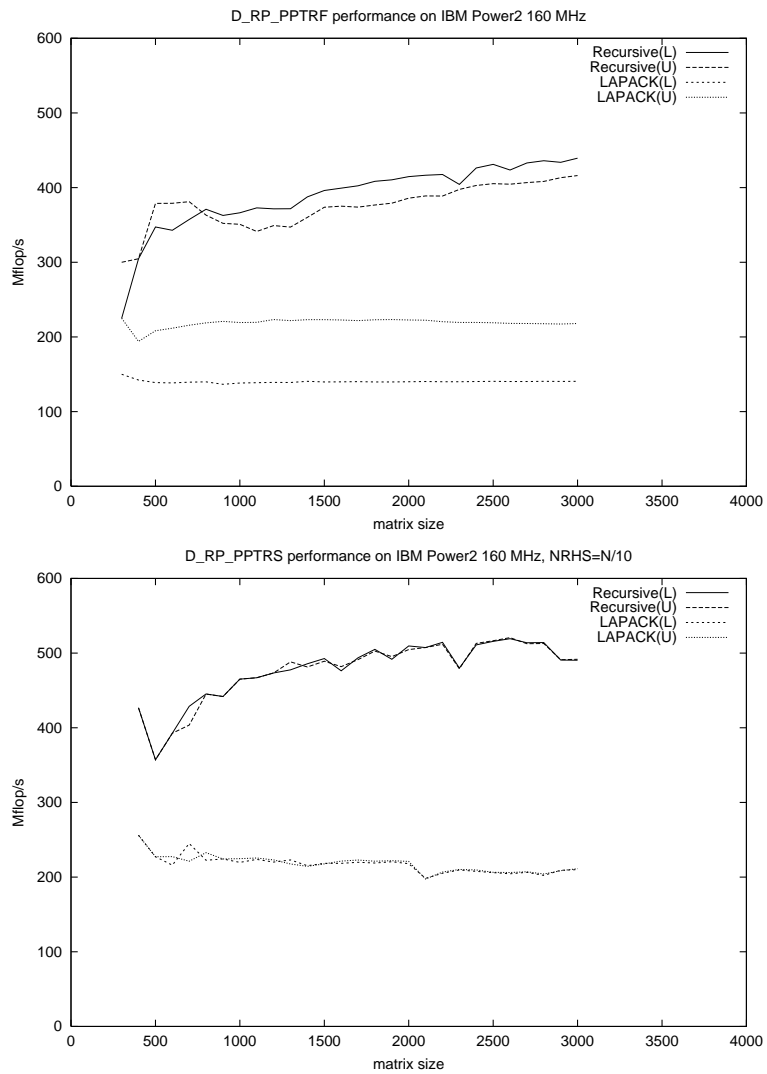 D_RP_PPTRF performance on IBM Power2 160 MHz
600
500
400
300
200
100
0
Mflop/s
Recursive(L)
Recursive(U)
LAPACK(L)
LAPACK(U)
0 500 1000 1500 2000 2500 3000 3500 4000
matrix size
D_RP_PPTRS performance on IBM Power2 160 MHz, NRHS=N/10
600
500
400
300
200
100
0
Mflop/s
Recursive(L)
Recursive(U)
LAPACK(L)
LAPACK(U)
0 500 1000 1500 2000 2500 3000 3500 4000
matrix size